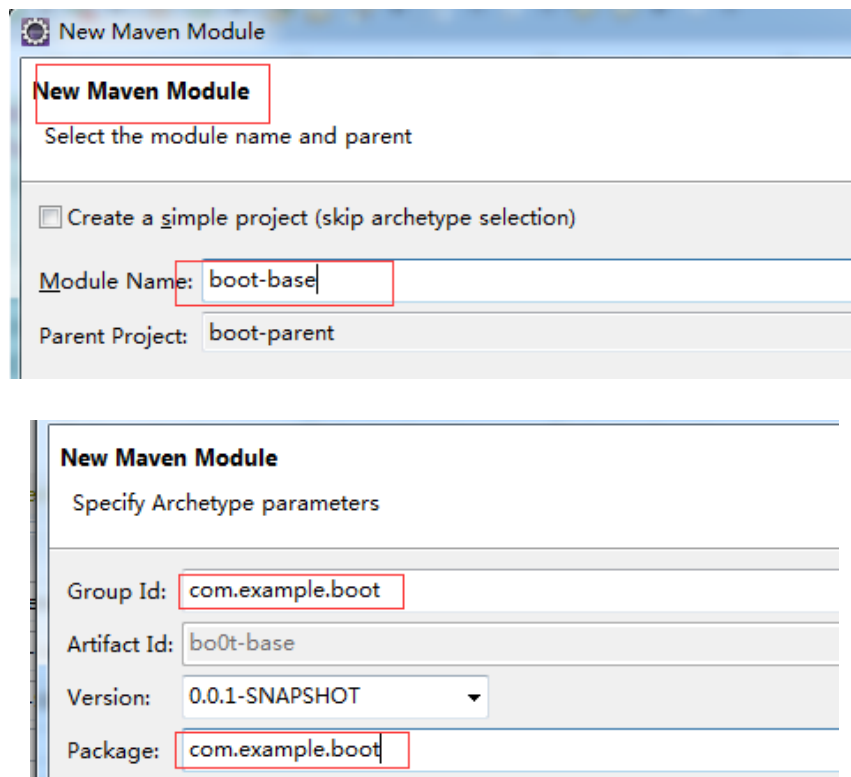 New Maven Module
New Maven Module
Select the module name and parent
Create a simple project (skip archetype selection)
Module Name: boot-base
Parent Project: boot-parent
New Maven Module
Specify Archetype parameters
Group Id: com.example.boot
Artifact Id: bo0t-base
Version: 0.0.1-SNAPSHOT
Package: com.example.boot